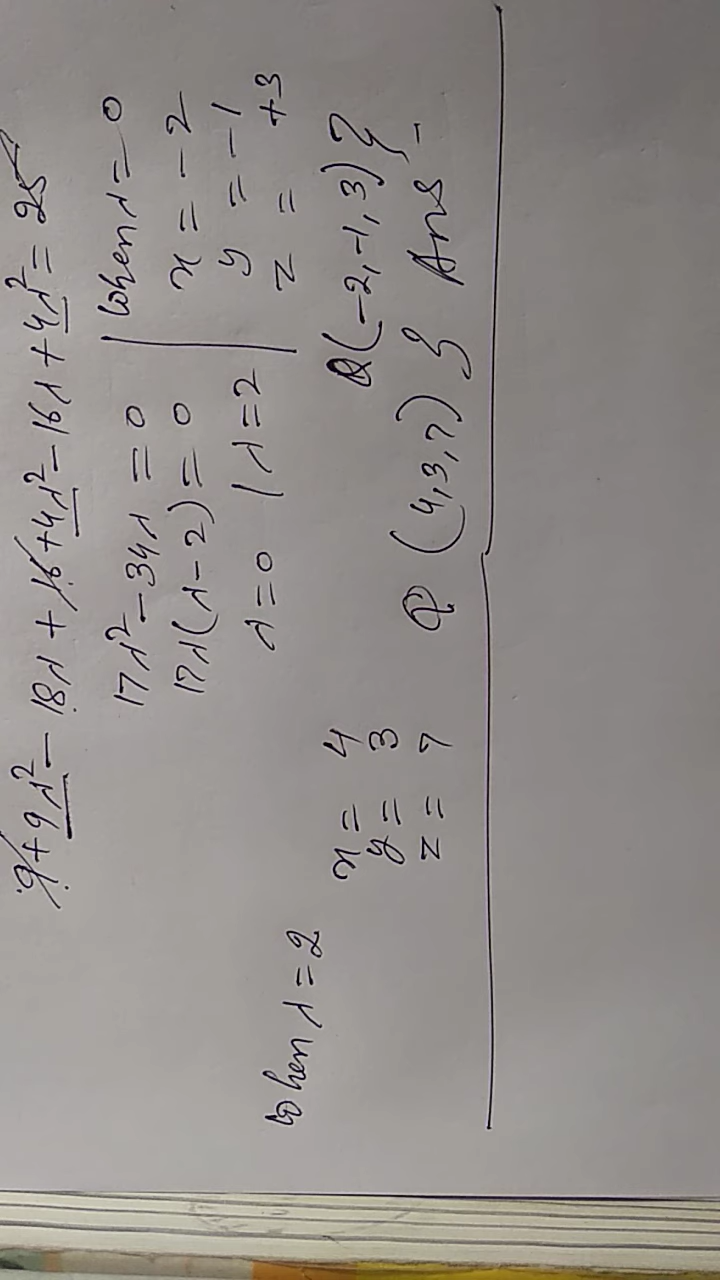 9+9λ²-18λ+16+4λ²-16λ+4λ²=25
17λ²-34λ=0
17λ(λ-2)=0
λ=0 / λ=2
When λ=0
x=-2
y=-1
z=+3
When λ=2
x=4
y=3
z=7
Q(-2,-1,3)}
P(4,3,7)} Ans-